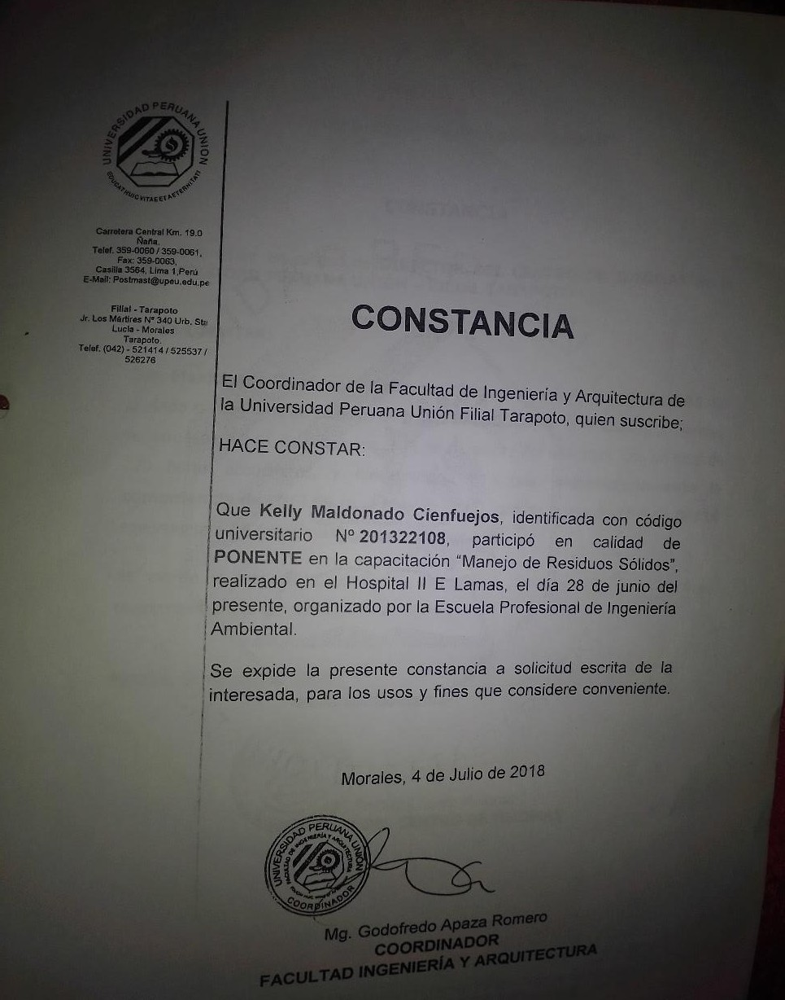 UNIVERSIDAD PERUANA UNION
EDUCAT HUIC VITAE ET AETERNITATI
Carretera Central Km. 19.0
Ñaña,
Telef. 359-0060 / 359-0061,
Fax: 359-0063,
Casilla 3564, Lima 1,Perú
E-Mail: Postmast@upeu.edu.pe
Filial - Tarapoto
Jr. Los Mártires Nº 340 Urb. Sta
Lucia - Morales
Tarapoto.
Telef. (042) - 521414 / 525537 /
526276
CONSTANCIA
El Coordinador de la Facultad de Ingeniería y Arquitectura de
la Universidad Peruana Unión Filial Tarapoto, quien suscribe;
HACE CONSTAR:
Que Kelly Maldonado Cienfuejos, identificada con código
universitario Nº 201322108, participó en calidad de
PONENTE en la capacitación “Manejo de Residuos Sólidos”,
realizado en el Hospital II E Lamas, el día 28 de junio del
presente, organizado por la Escuela Profesional de Ingeniería
Ambiental.
Se expide la presente constancia a solicitud escrita de la
interesada, para los usos y fines que considere conveniente.
Morales, 4 de Julio de 2018
UNIVERSIDAD PERUANA UNION
FACULTAD DE INGENIERÍA Y ARQUITECTURA
COORDINADOR
Mg. Godofredo Apaza Romero
COORDINADOR
FACULTAD INGENIERÍA Y ARQUITECTURA